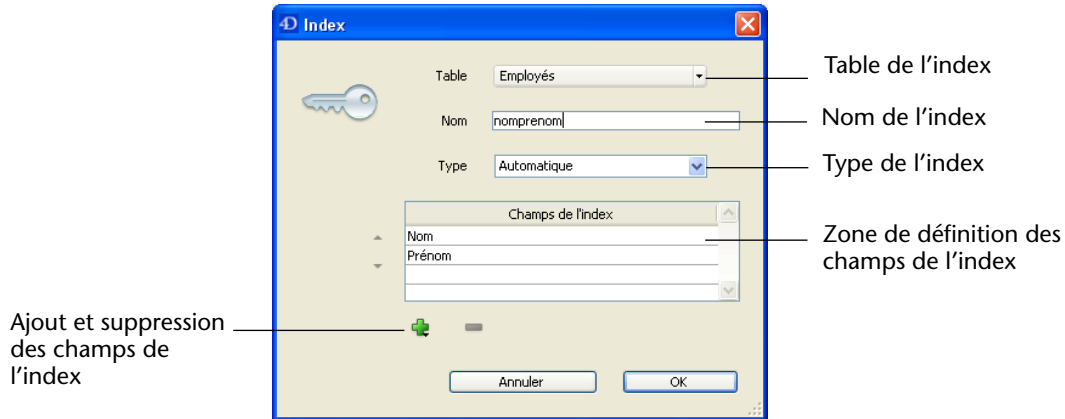 4D Index
Table
Employés
Table de l'index
Nom
nomprenom
Nom de l'index
Type
Automatique
Type de l'index
Champs de l'index
Nom
Prénom
Zone de définition des
champs de l'index
Ajout et suppression
des champs de
l'index
Annuler
OK